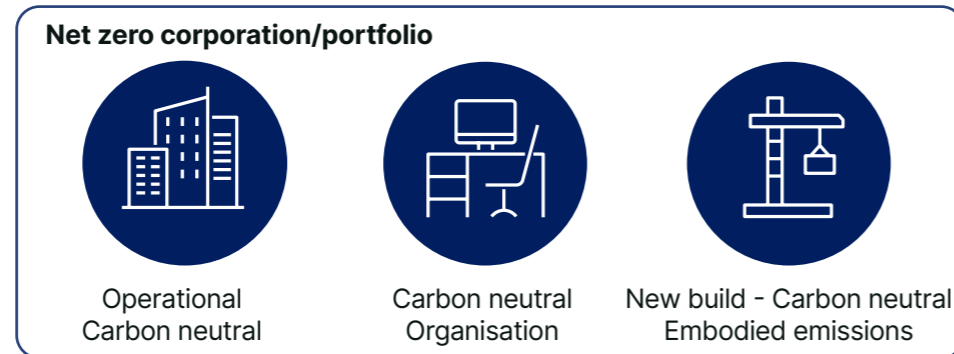 Net zero corporation/portfolio
Operational
Carbon neutral
Carbon neutral
Organisation
New build - Carbon neutral
Embodied emissions